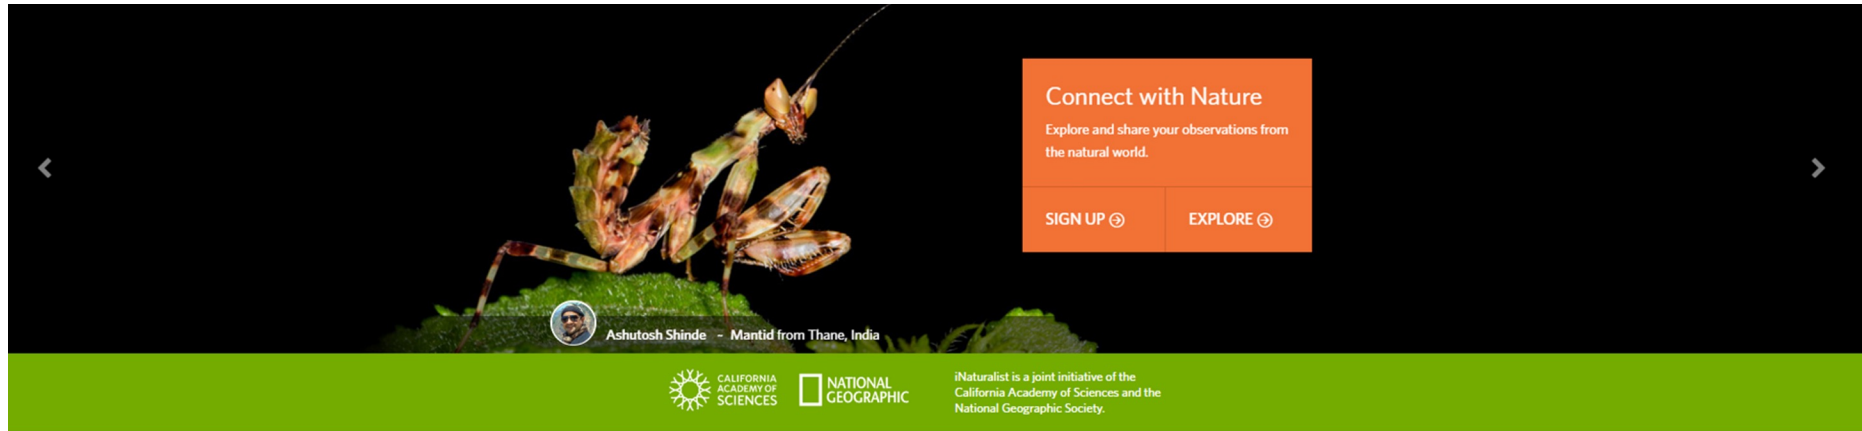 Connect with Nature
Explore and share your observations from
the natural world.
SIGN UP
EXPLORE
Ashutosh Shinde - Mantid from Thane, India
CALIFORNIA
ACADEMY OF
SCIENCES
NATIONAL
GEOGRAPHIC
iNaturalist is a joint initiative of the
California Academy of Sciences and the
National Geographic Society.